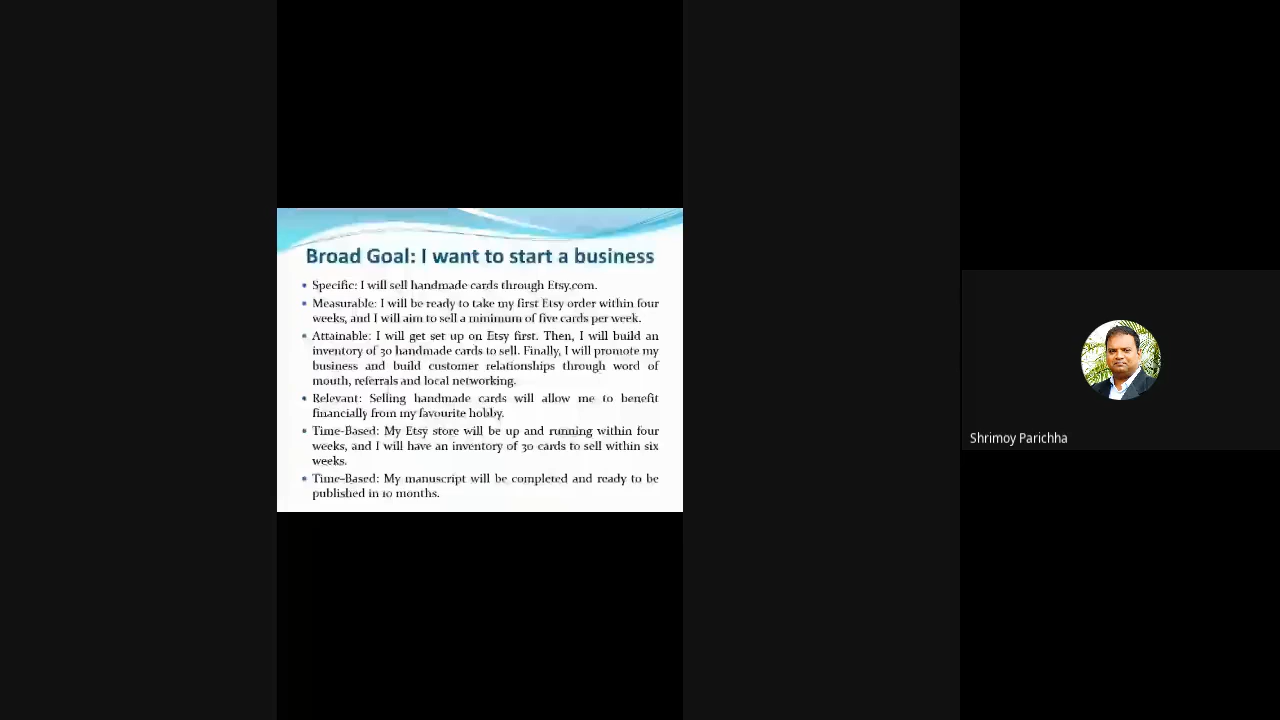 Broad Goal: I want to start a business
• Specific: I will sell handmade cards through Etsy.com.
• Measurable: I will be ready to take my first Etsy order within four
weeks, and I will aim to sell a minimum of five cards per week.
• Attainable: I will get set up on Etsy first. Then, I will build an
inventory of 30 handmade cards to sell. Finally, I will promote my
business and build customer relationships through word of
mouth, referrals and local networking.
• Relevant: Selling handmade cards will allow me to benefit
financially from my favourite hobby.
• Time-Based: My Etsy store will be up and running within four
weeks, and I will have an inventory of 30 cards to sell within six
weeks.
• Time-Based: My manuscript will be completed and ready to be
published in 10 months.
Shrimoy Parichha